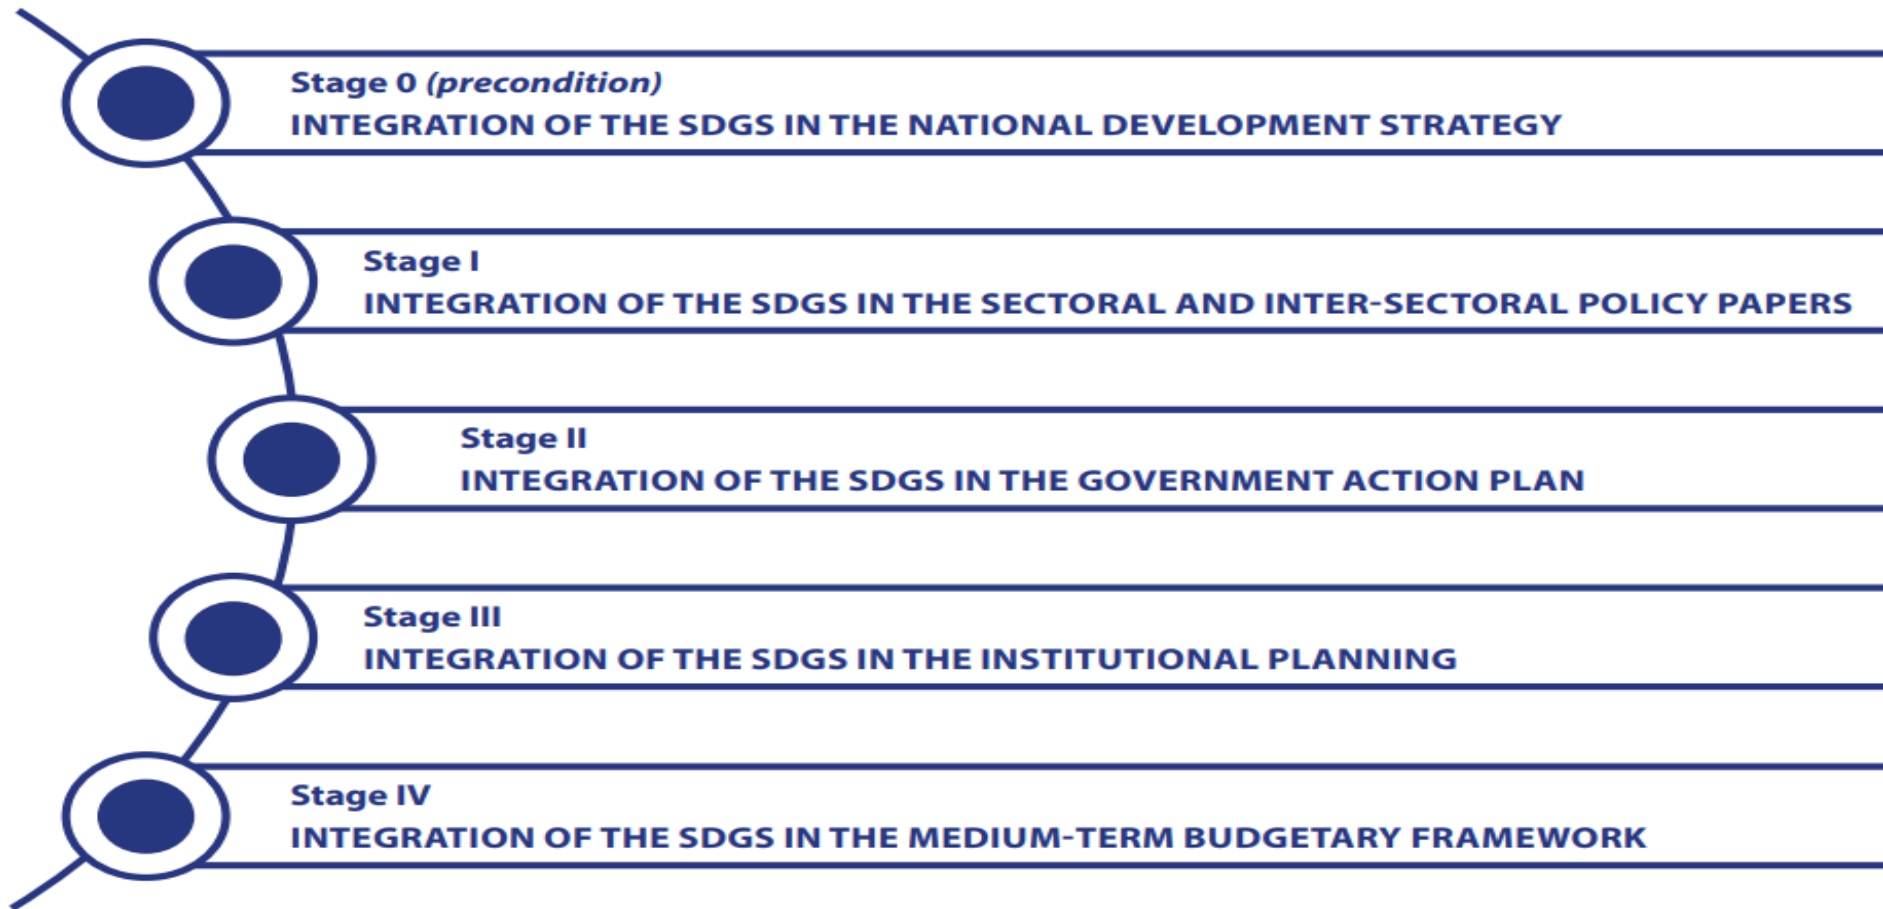 Stage 0 (precondition)
INTEGRATION OF THE SDGS IN THE NATIONAL DEVELOPMENT STRATEGY
Stage I
INTEGRATION OF THE SDGS IN THE SECTORAL AND INTER-SECTORAL POLICY PAPERS
Stage II
INTEGRATION OF THE SDGS IN THE GOVERNMENT ACTION PLAN
Stage III
INTEGRATION OF THE SDGS IN THE INSTITUTIONAL PLANNING
Stage IV
INTEGRATION OF THE SDGS IN THE MEDIUM-TERM BUDGETARY FRAMEWORK